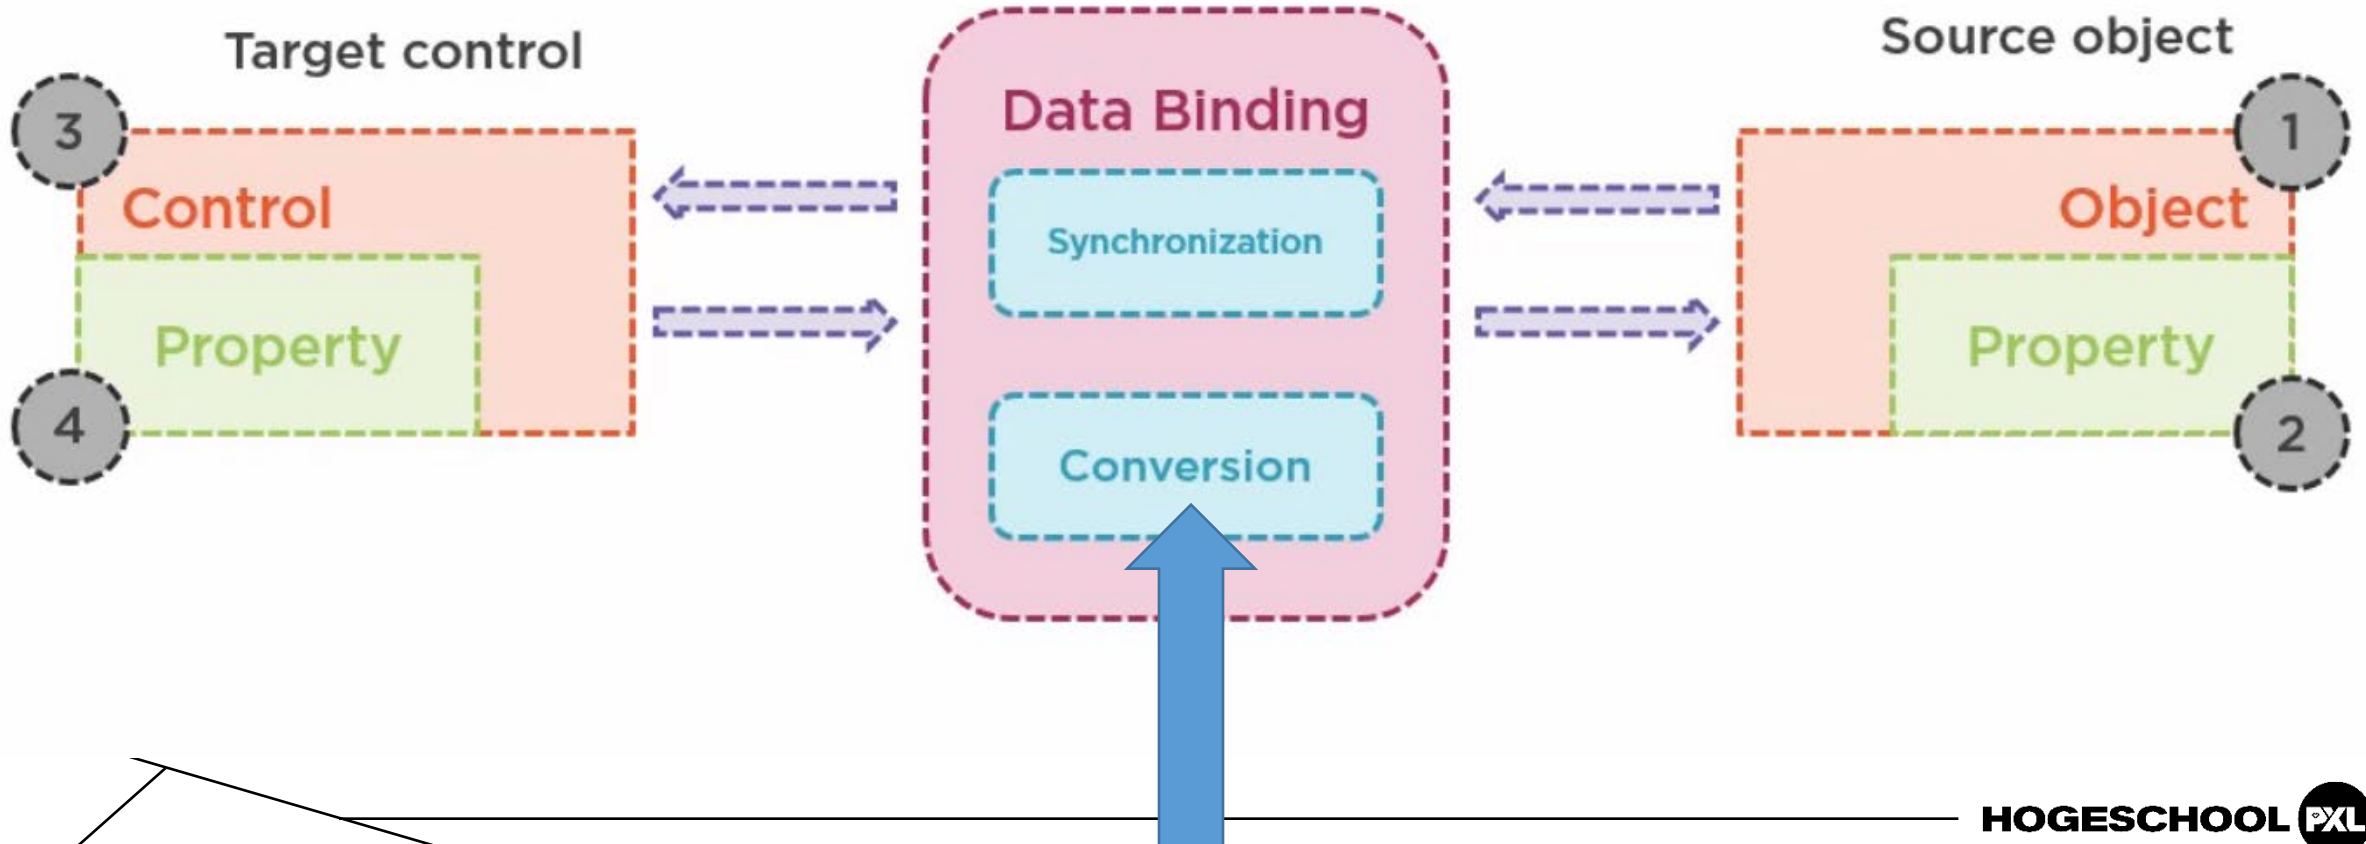 Target control
Source object
3
Data Binding
1
Control
Synchronization
Object
Property
Property
4
Conversion
2
HOGESCHOOL PXL